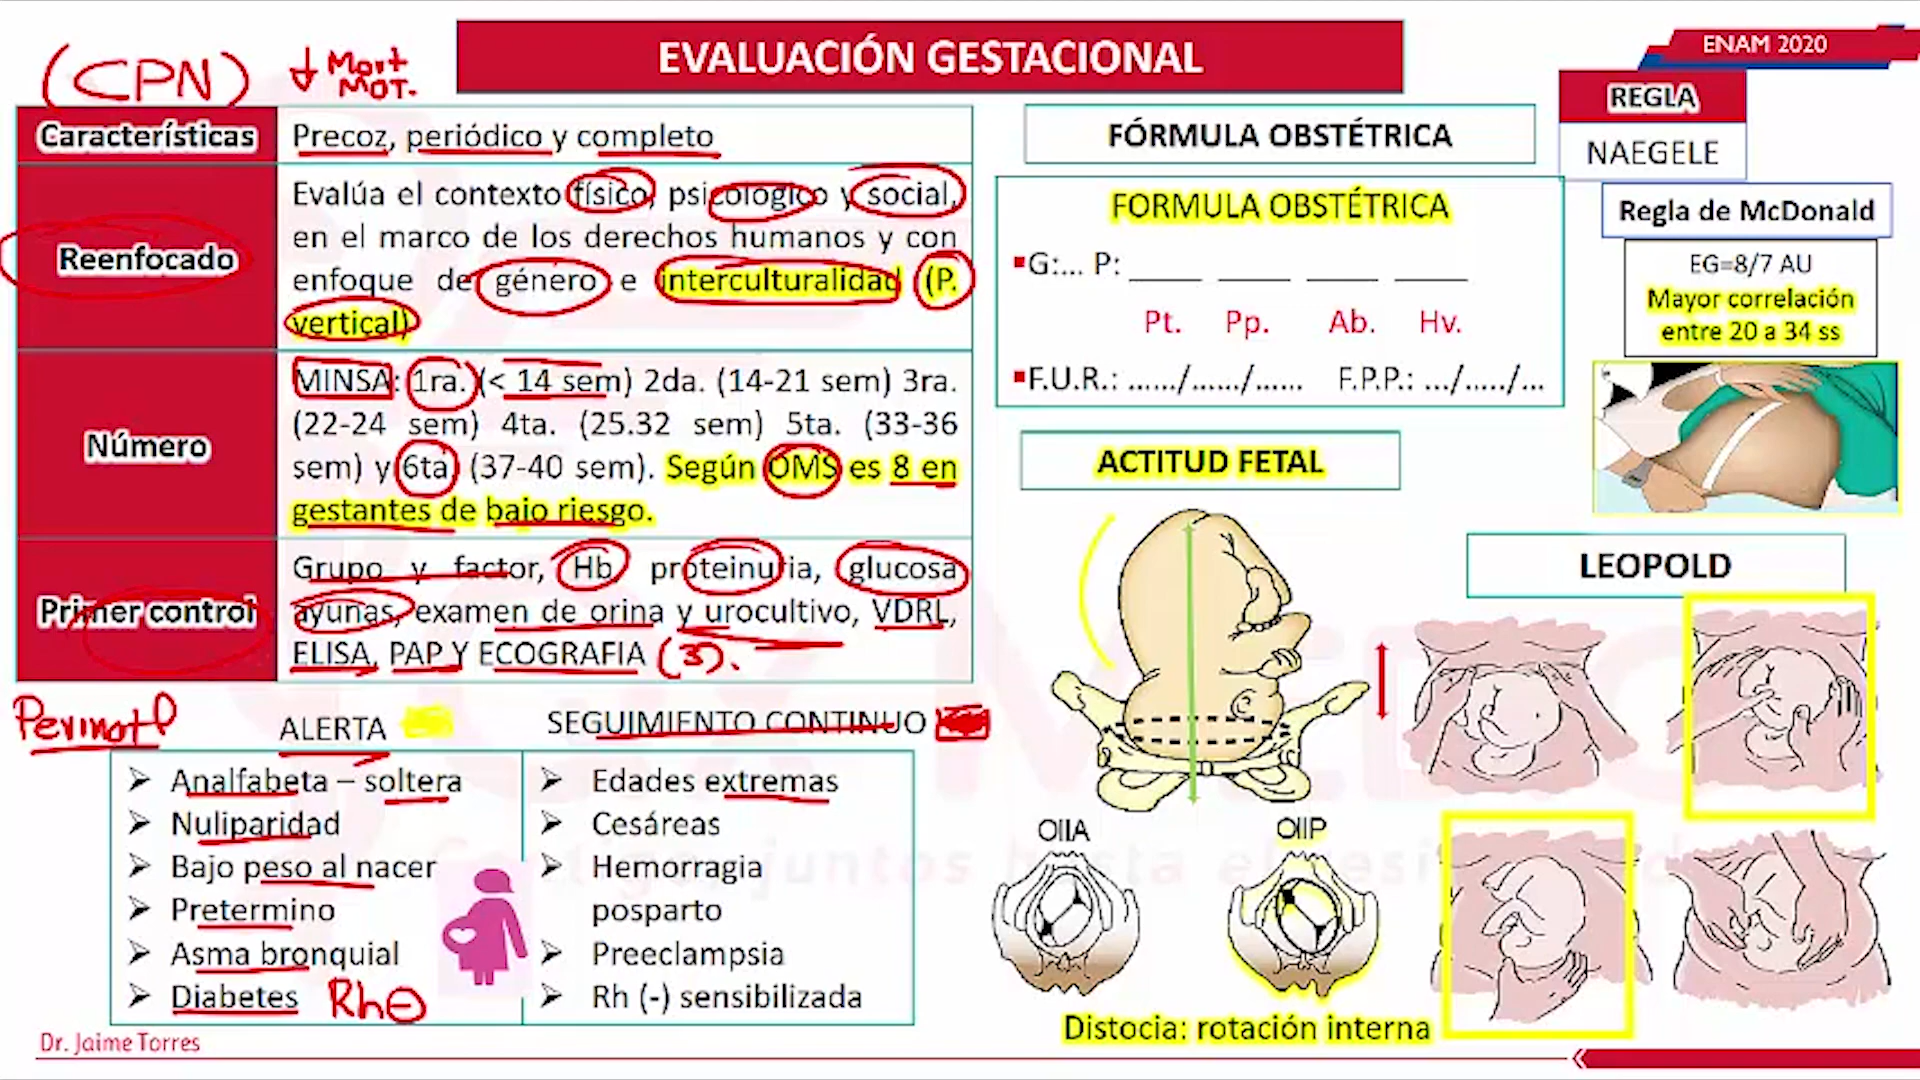 (CPN) ↓ Mort
MOT.
EVALUACIÓN GESTACIONAL
ENAM 2020
Características
Precoz, periódico y completo
Reenfocado
Evalúa el contexto físico, psicologico y social,
en el marco de los derechos humanos y con
enfoque de género e interculturalidad (P.
vertical)
Número
MINSA: 1ra. (< 14 sem) 2da. (14-21 sem) 3ra.
(22-24 sem) 4ta. (25.32 sem) 5ta. (33-36
sem) y 6ta (37-40 sem). Según OMS es 8 en
gestantes de bajo riesgo.
Primer control
Grupo y factor, Hb, proteinuria, glucosa
ayunas, examen de orina y urocultivo, VDRL,
ELISA, PAP Y ECOGRAFIA (3).
ALERTA
SEGUIMIENTO CONTINUO
➢ Analfabeta – soltera
➢ Nuliparidad
➢ Bajo peso al nacer
➢ Pretermino
➢ Asma bronquial
➢ Diabetes Rh⊖
➢ Edades extremas
➢ Cesáreas
➢ Hemorragia
posparto
➢ Preeclampsia
➢ Rh (-) sensibilizada
Dr. Jaime Torres
FÓRMULA OBSTÉTRICA
FORMULA OBSTÉTRICA
▪G:... P: ____ ____ ____ ____
Pt. Pp. Ab. Hv.
▪F.U.R.: ....../....../...... F.P.P.: .../...../...
REGLA
NAEGELE
Regla de McDonald
EG=8/7 AU
Mayor correlación
entre 20 a 34 ss
ACTITUD FETAL
OIIA
OIIP
Distocia: rotación interna
LEOPOLD